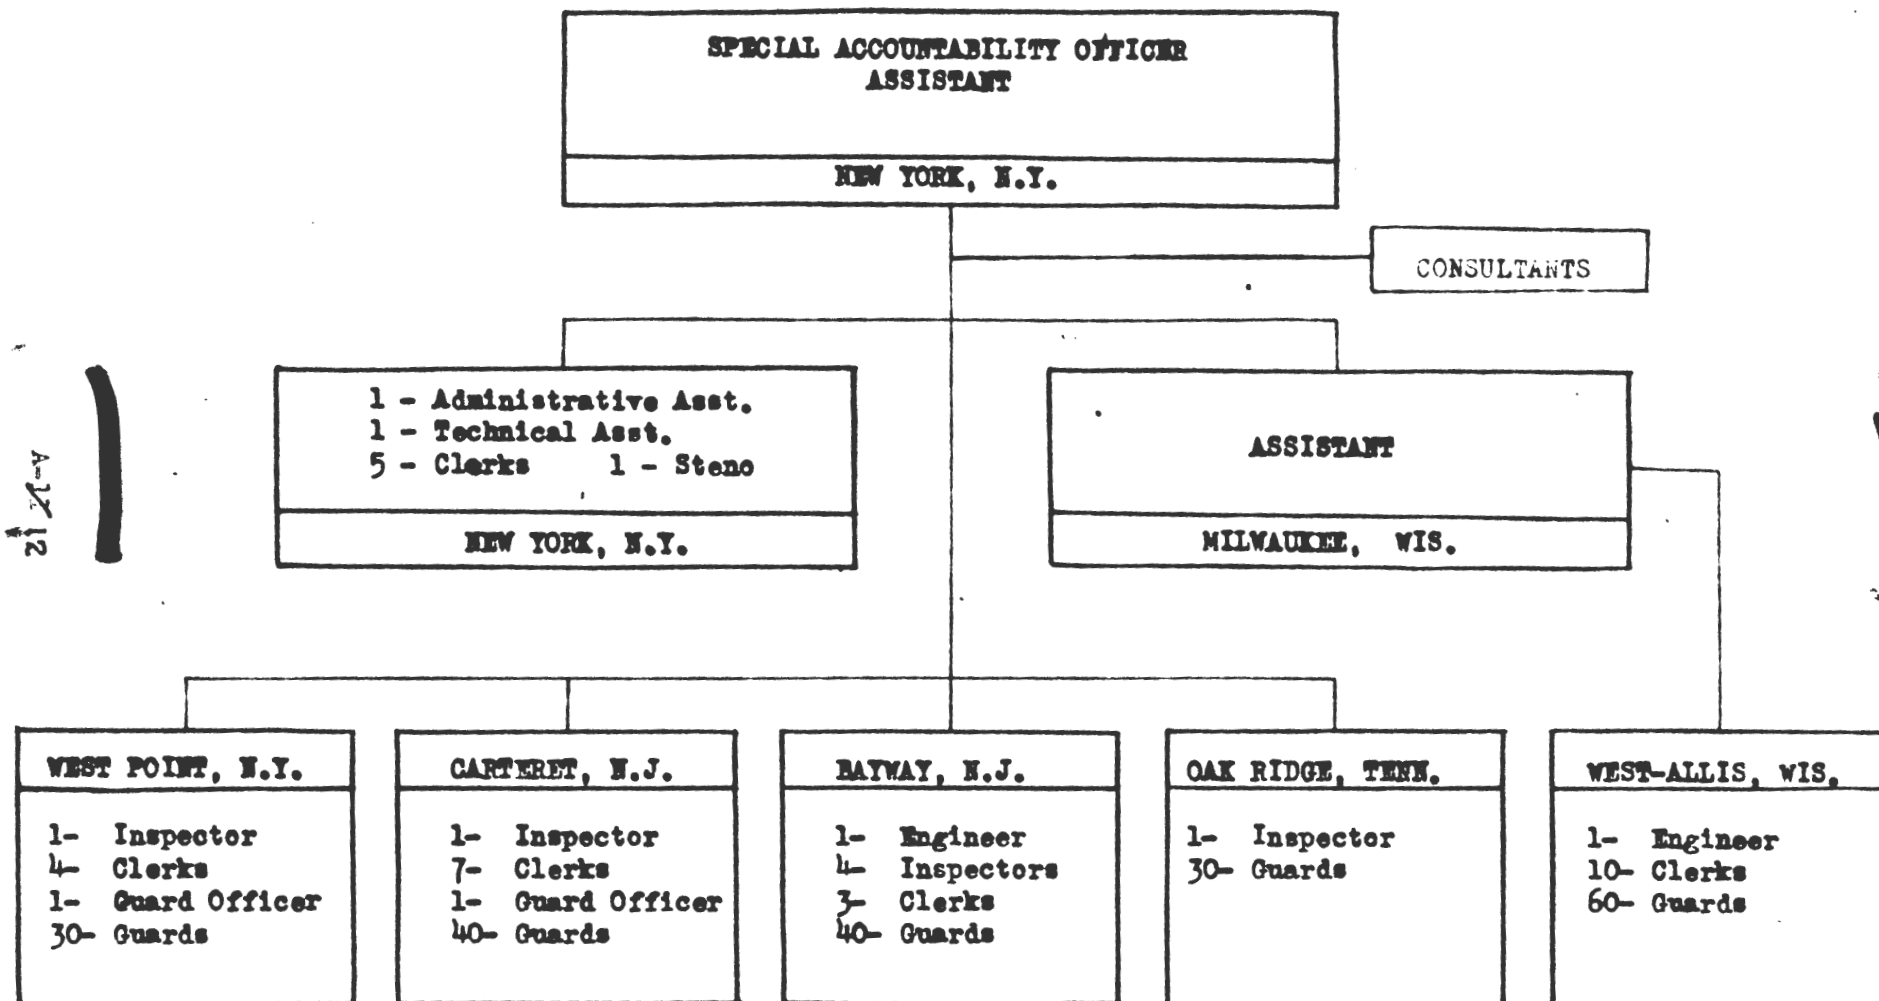 SPECIAL ACCOUNTABILITY OFFICER
ASSISTANT
NEW YORK, N.Y.
CONSULTANTS
1 - Administrative Asst.
1 - Technical Asst.
5 - Clerks 1 - Steno
NEW YORK, N.Y.
ASSISTANT
MILWAUKEE, WIS.
WEST POINT, N.Y.
1- Inspector
4- Clerks
1- Guard Officer
30- Guards
CARTERET, N.J.
1- Inspector
7- Clerks
1- Guard Officer
40- Guards
BAYWAY, N.J.
1- Engineer
4- Inspectors
3- Clerks
40- Guards
OAK RIDGE, TENN.
1- Inspector
30- Guards
WEST-ALLIS, WIS.
1- Engineer
10- Clerks
60- Guards
12